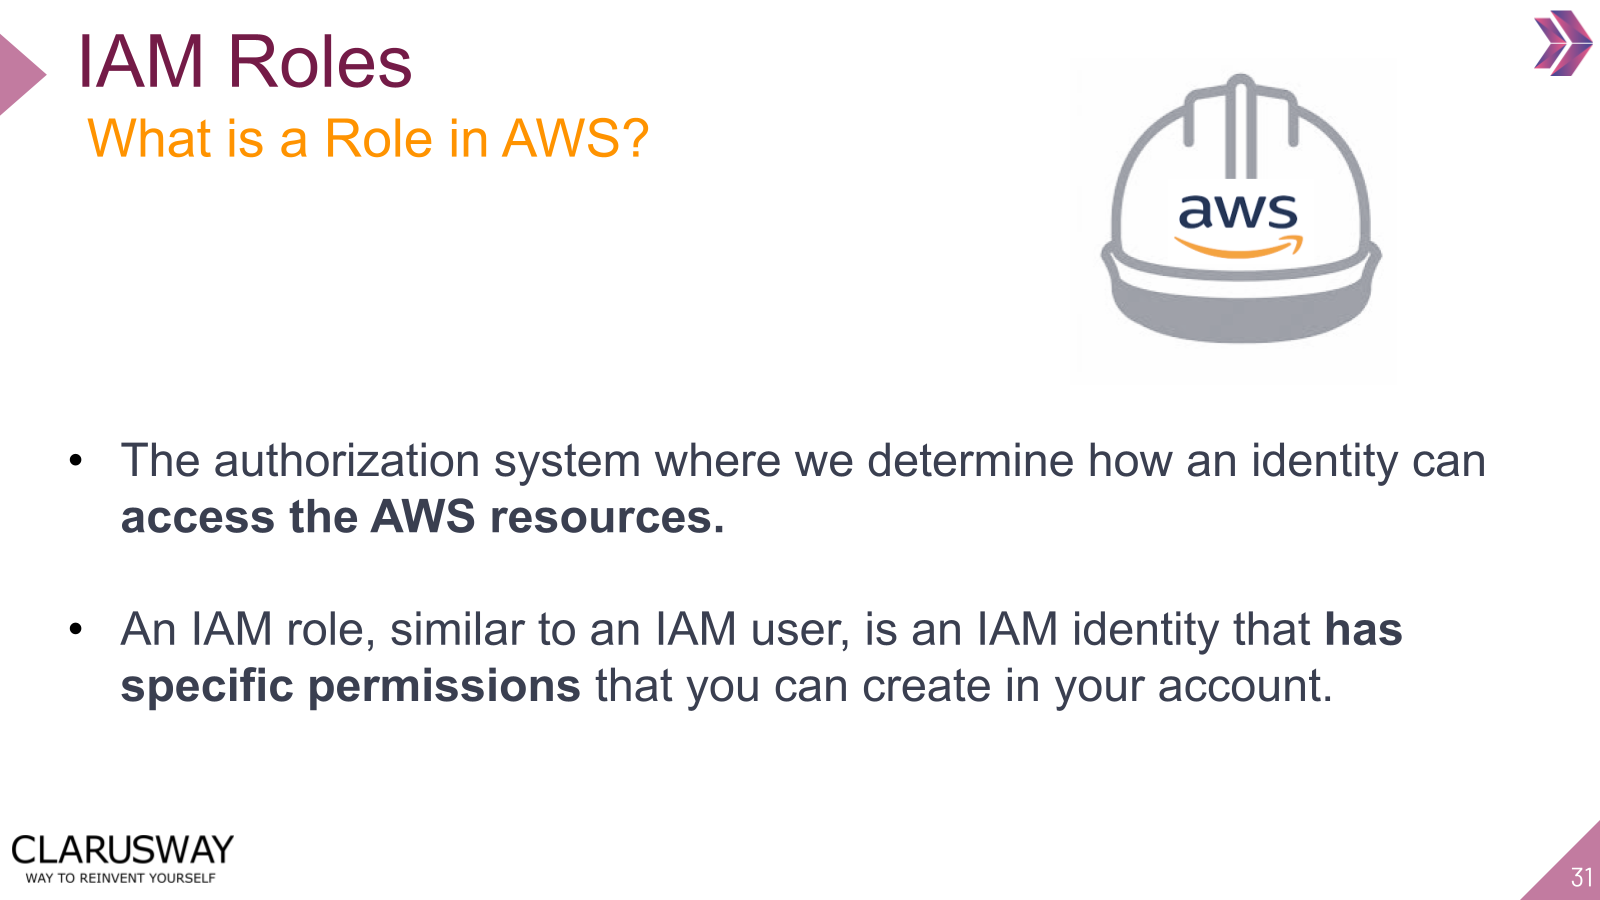 IAM Roles
What is a Role in AWS?
aws
• The authorization system where we determine how an identity can
access the AWS resources.
• An IAM role, similar to an IAM user, is an IAM identity that has
specific permissions that you can create in your account.
CLARUSWAY
WAY TO REINVENT YOURSELF
31